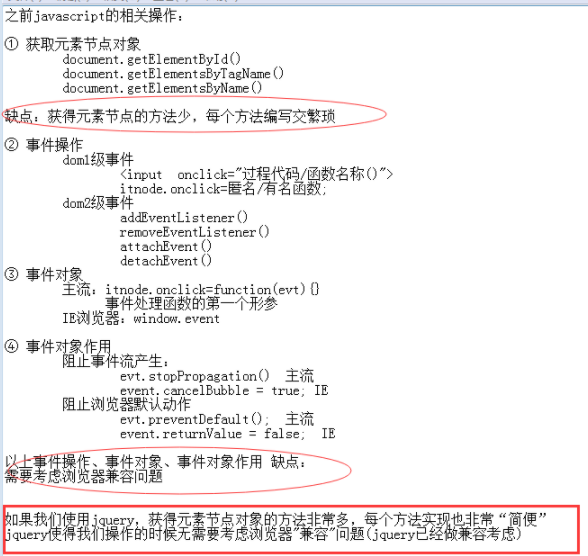 之前javascript的相关操作：
① 获取元素节点对象
document.getElementById()
document.getElementsByTagName()
document.getElementsByName()
缺点：获得元素节点的方法少，每个方法编写交繁琐
② 事件操作
dom1级事件
<input onclick="过程代码/函数名称()">
itnode.onclick=匿名/有名函数;
dom2级事件
addEventListener()
removeEventListener()
attachEvent()
detachEvent()
③ 事件对象
主流：itnode.onclick=function(evt){}
事件处理函数的第一个形参
IE浏览器：window.event
④ 事件对象作用
阻止事件流产生：
evt.stopPropagation() 主流
event.cancelBubble = true; IE
阻止浏览器默认动作
evt.preventDefault(); 主流
event.returnValue = false; IE
以上事件操作、事件对象、事件对象作用 缺点：
需要考虑浏览器兼容问题
如果我们使用jquery，获得元素节点对象的方法非常多，每个方法实现也非常“简便”
jquery使得我们操作的时候无需要考虑浏览器"兼容"问题(jquery已经做兼容考虑)